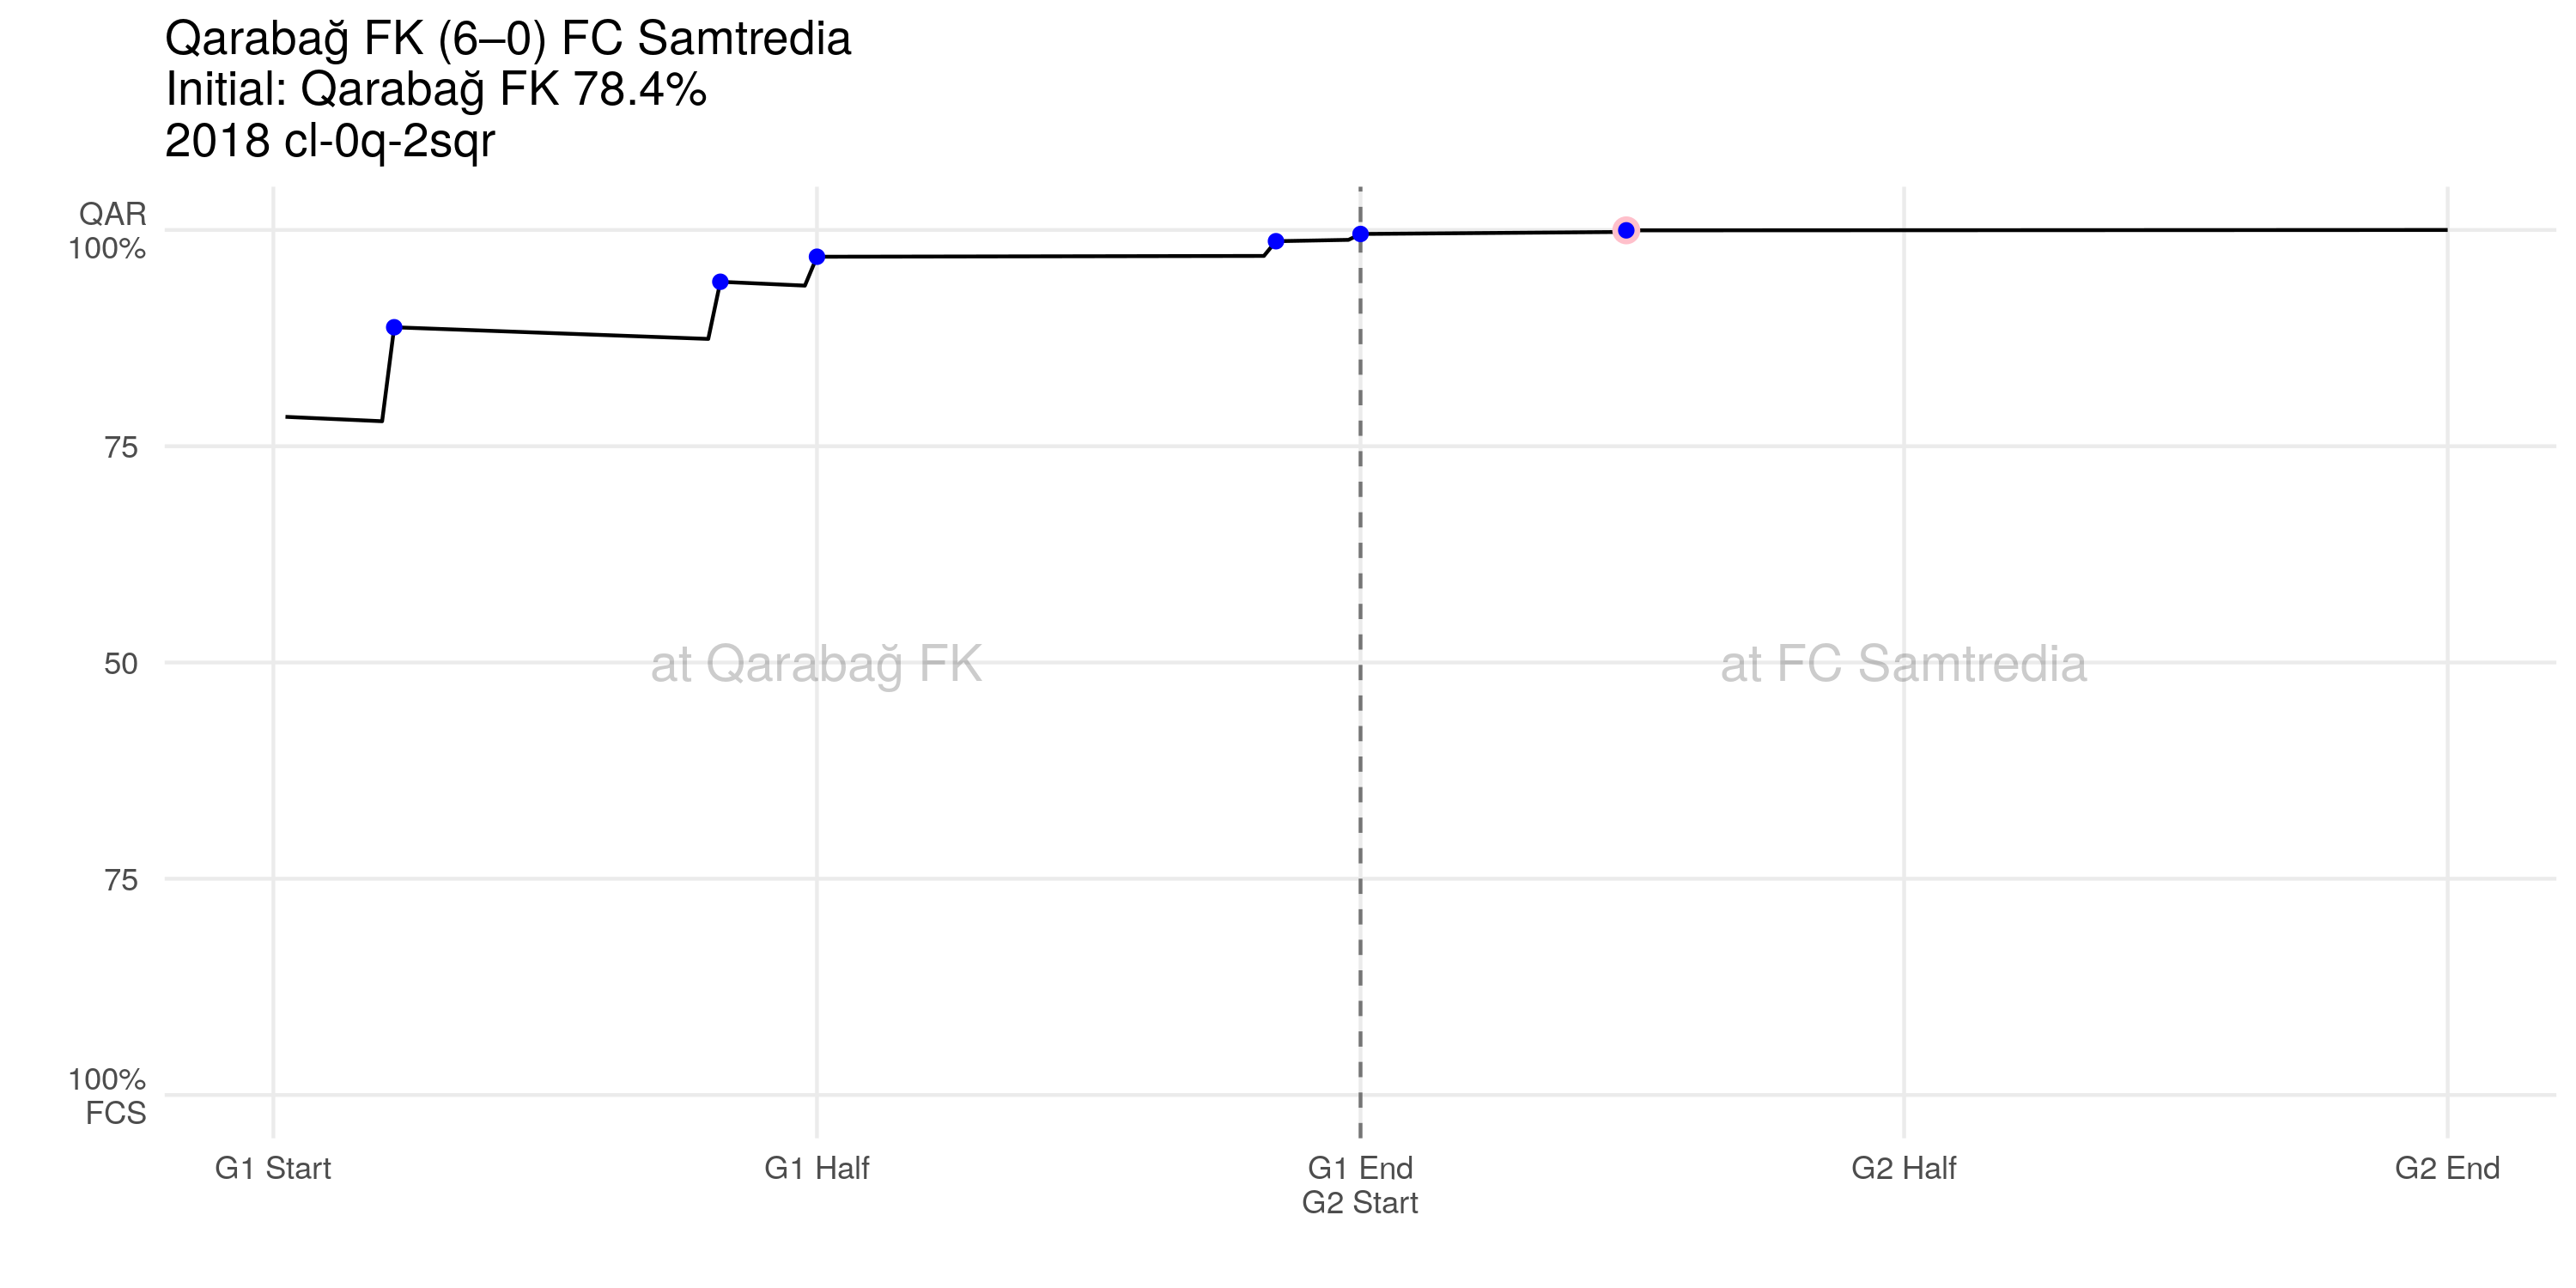 Qarabağ FK (6–0) FC Samtredia
Initial: Qarabağ FK 78.4%
2018 cl-0q-2sqr
QAR
100%
75
50
75
100%
FCS
at Qarabağ FK
at FC Samtredia
G1 Start
G1 Half
G1 End
G2 Start
G2 Half
G2 End